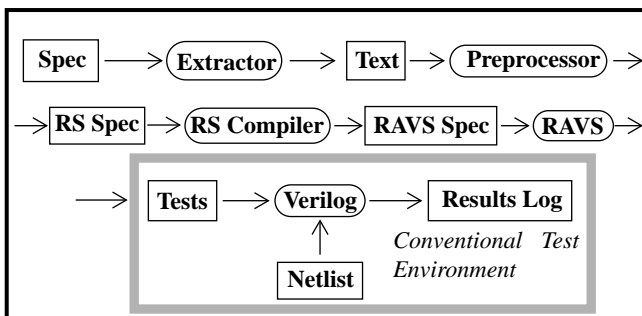 Spec Extractor Text Preprocessor
RS Spec RS Compiler RAVS Spec RAVS
Tests Verilog Results Log
Conventional Test
Environment
Netlist